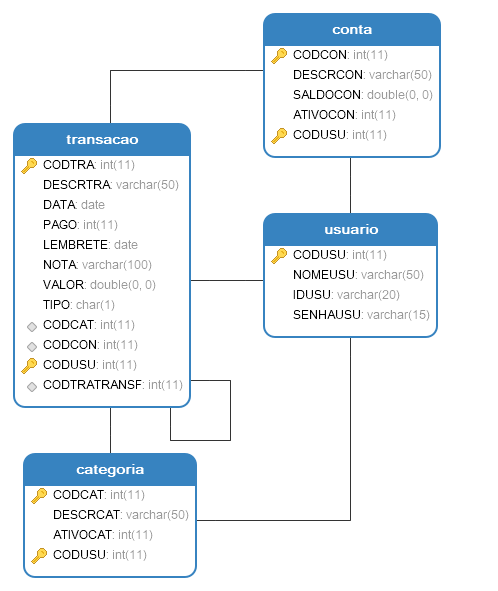 conta
CODCON: int(11)
DESCRCON: varchar(50)
SALDOCON: double(0, 0)
ATIVOCON: int(11)
CODUSU: int(11)
transacao
CODTRA: int(11)
DESCRTRA: varchar(50)
DATA: date
PAGO: int(11)
LEMBRETE: date
NOTA: varchar(100)
VALOR: double(0, 0)
TIPO: char(1)
CODCAT: int(11)
CODCON: int(11)
CODUSU: int(11)
CODTRATRANSF: int(11)
usuario
CODUSU: int(11)
NOMEUSU: varchar(50)
IDUSU: varchar(20)
SENHAUSU: varchar(15)
categoria
CODCAT: int(11)
DESCRCAT: varchar(50)
ATIVOCAT: int(11)
CODUSU: int(11)